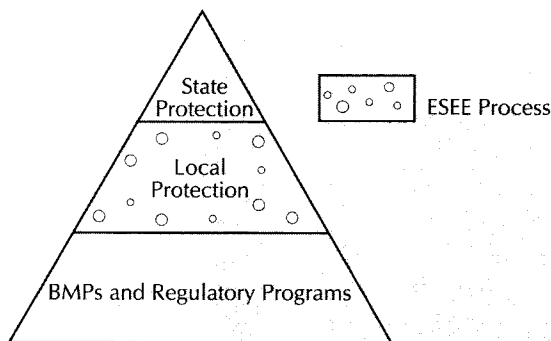 State
Protection
ESEE Process
Local
Protection
BMPs and Regulatory Programs